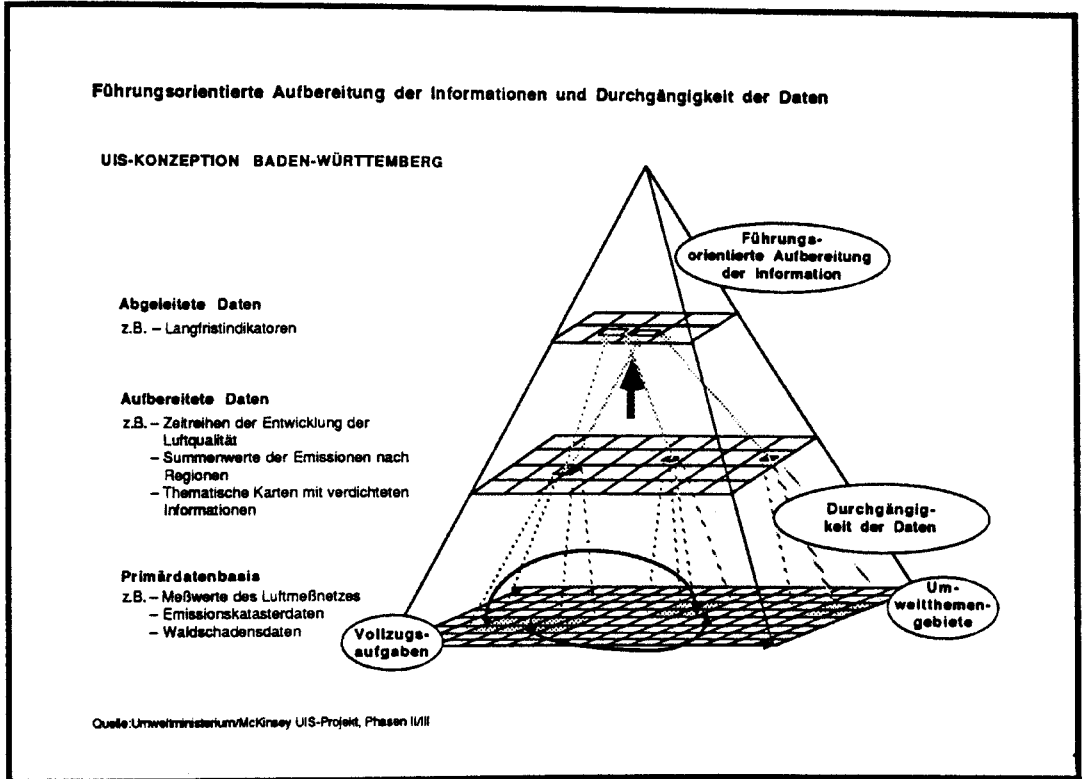 Führungsorientierte Aufbereitung der Informationen und Durchgängigkeit der Daten
UIS-KONZEPTION BADEN-WÜRTTEMBERG
Führungs-
orientierte Aufbereitung
der Information
Abgeleitete Daten
z.B. – Langfristindikatoren
Aufbereitete Daten
z.B. – Zeitreihen der Entwicklung der
Luftqualität
– Summenwerte der Emissionen nach
Regionen
– Thematische Karten mit verdichteten
Informationen
Durchgängig-
keit der Daten
Primärdatenbasis
z.B. – Meßwerte des Luftmeßnetzes
– Emissionskatasterdaten
– Waldschadensdaten
Vollzugs-
aufgaben
Um-
weltthemen-
gebiete
Quelle:Umweltministerium/McKinsey UIS-Projekt, Phasen II/III